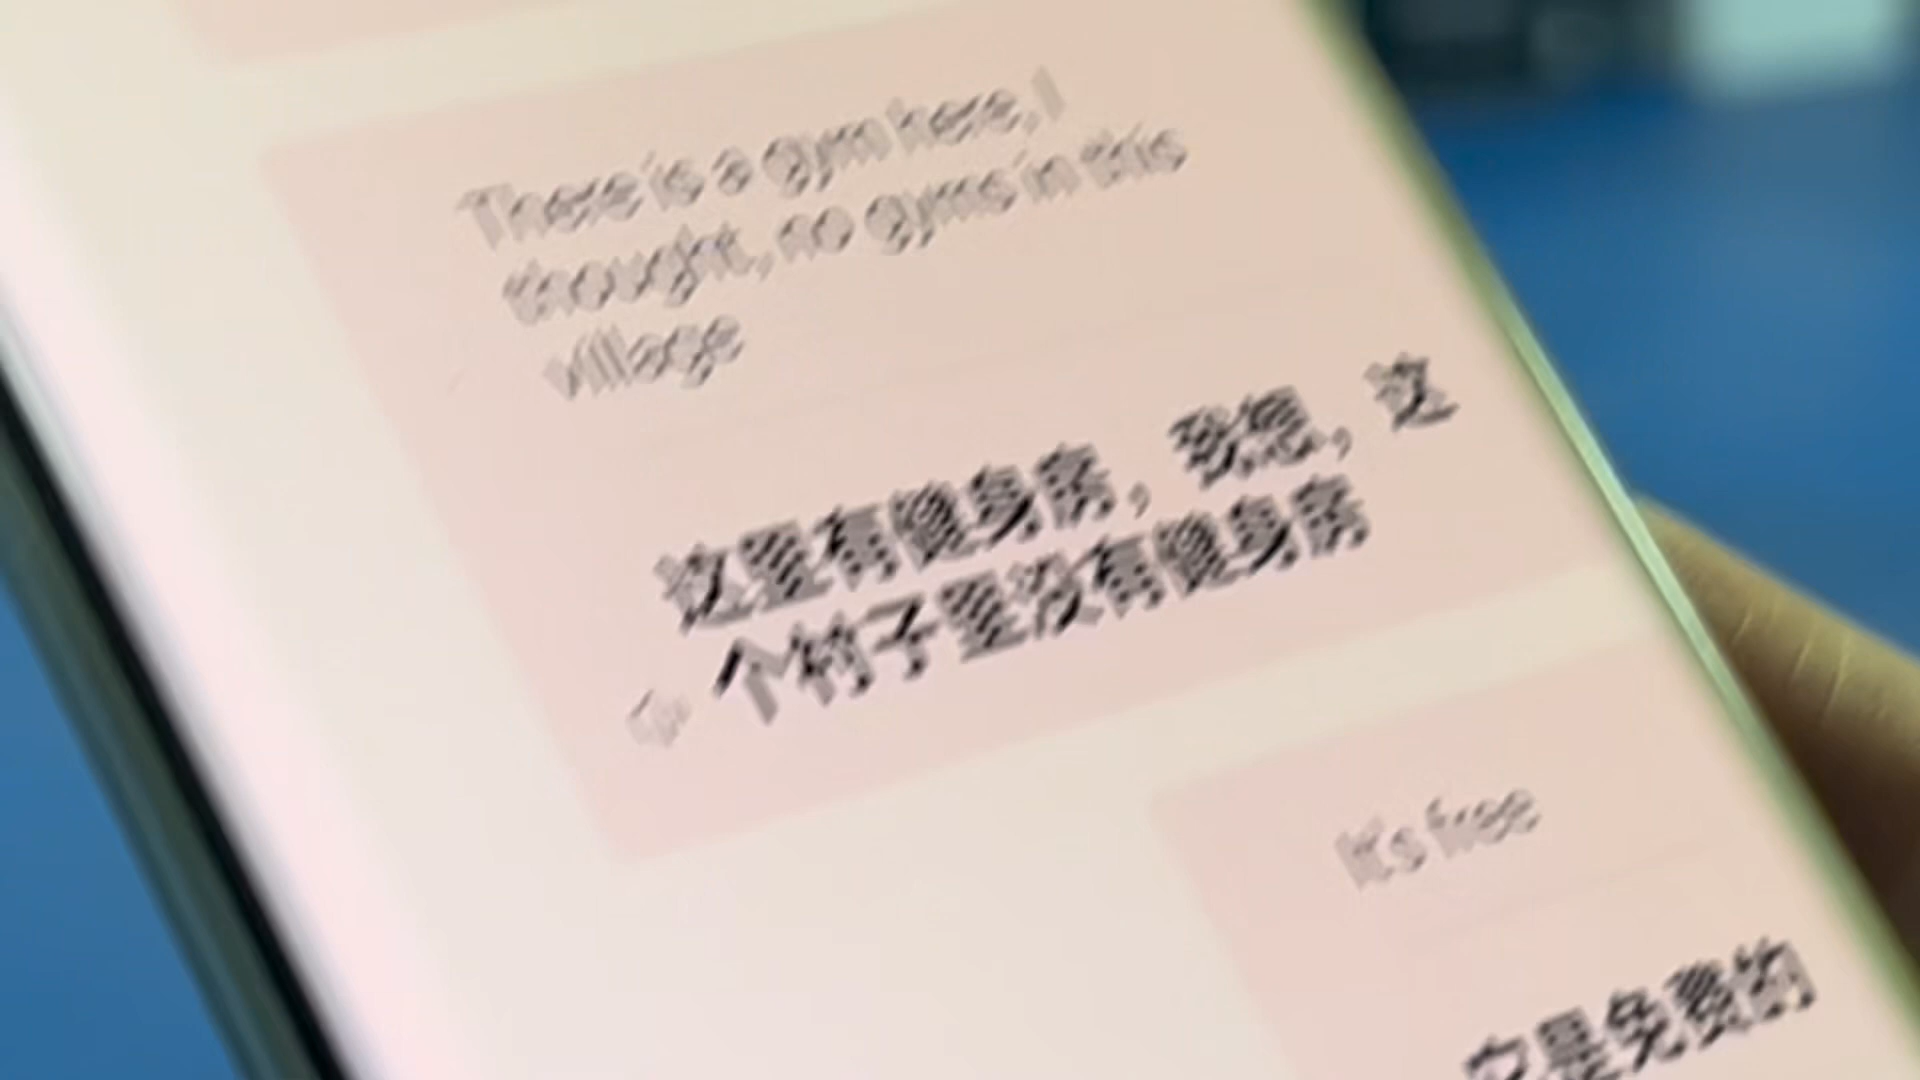 There is a gym here, I
thought, no gyms in this
village
这里有健身房，我想，这
个村子里没有健身房
It's free
它是免费的